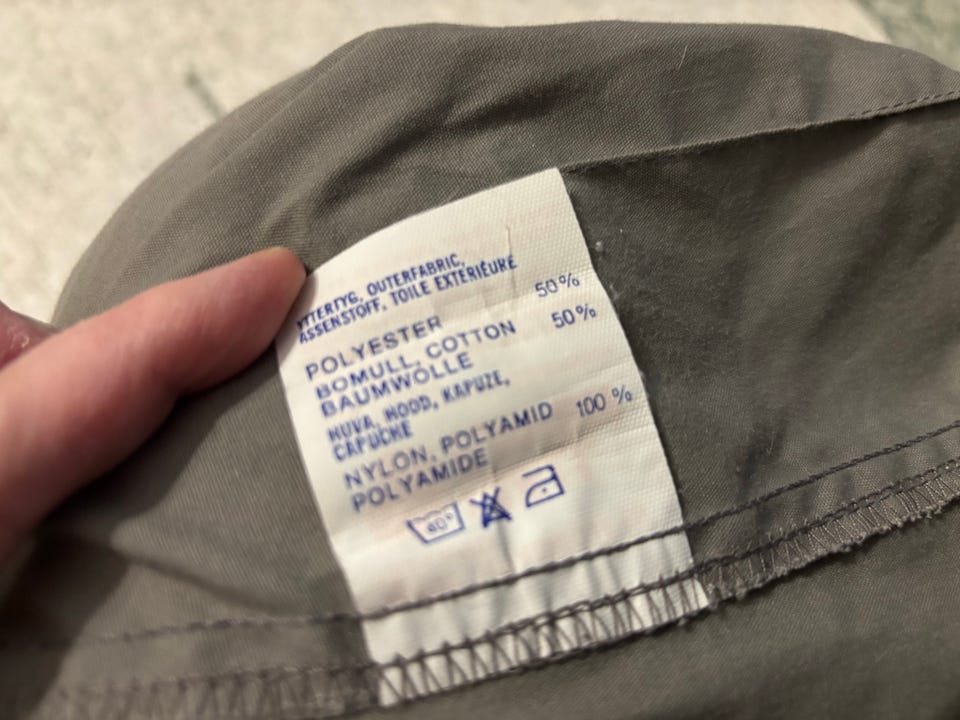 YTTERTYG, OUTERFABRIC,
ASSENSTOFF, TOILE EXTERIÉURE
POLYESTER 50%
BOMULL, COTTON 50%
BAUMWOLLE
HUVA, HOOD, KAPUZE,
CAPUCHE
NYLON, POLYAMID 100 %
POLYAMIDE
40°